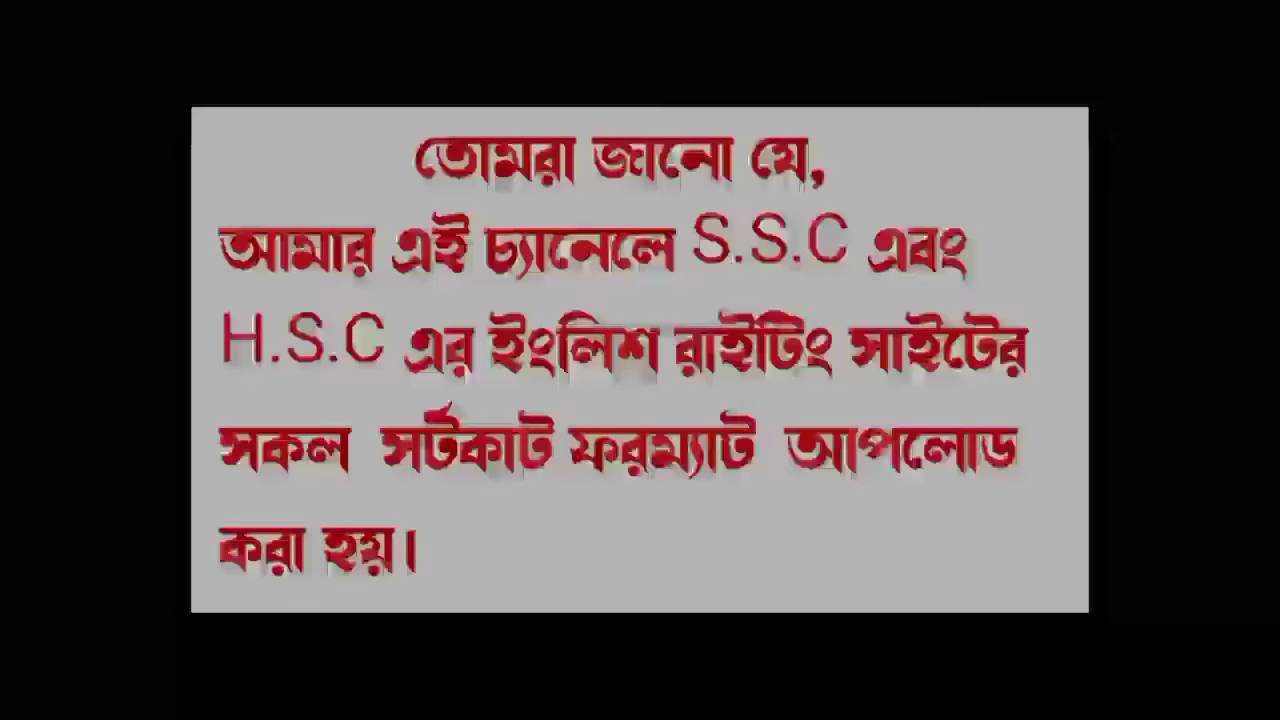 তোমরা জানো যে,
আমার এই চ্যানেলে S.S.C এবং
H.S.C এর ইংলিশ রাইটিং সাইটের
সকল সর্টকাট ফরম্যাট আপলোড
করা হয়।